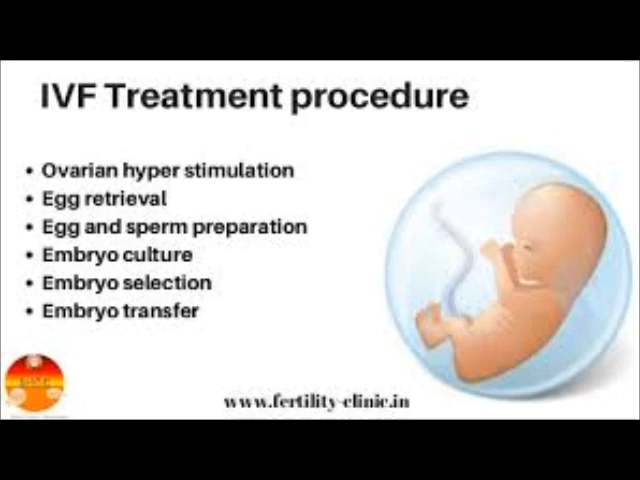 IVF Treatment procedure
• Ovarian hyper stimulation
• Egg retrieval
• Egg and sperm preparation
• Embryo culture
• Embryo selection
• Embryo transfer
www.fertility-clinic.in